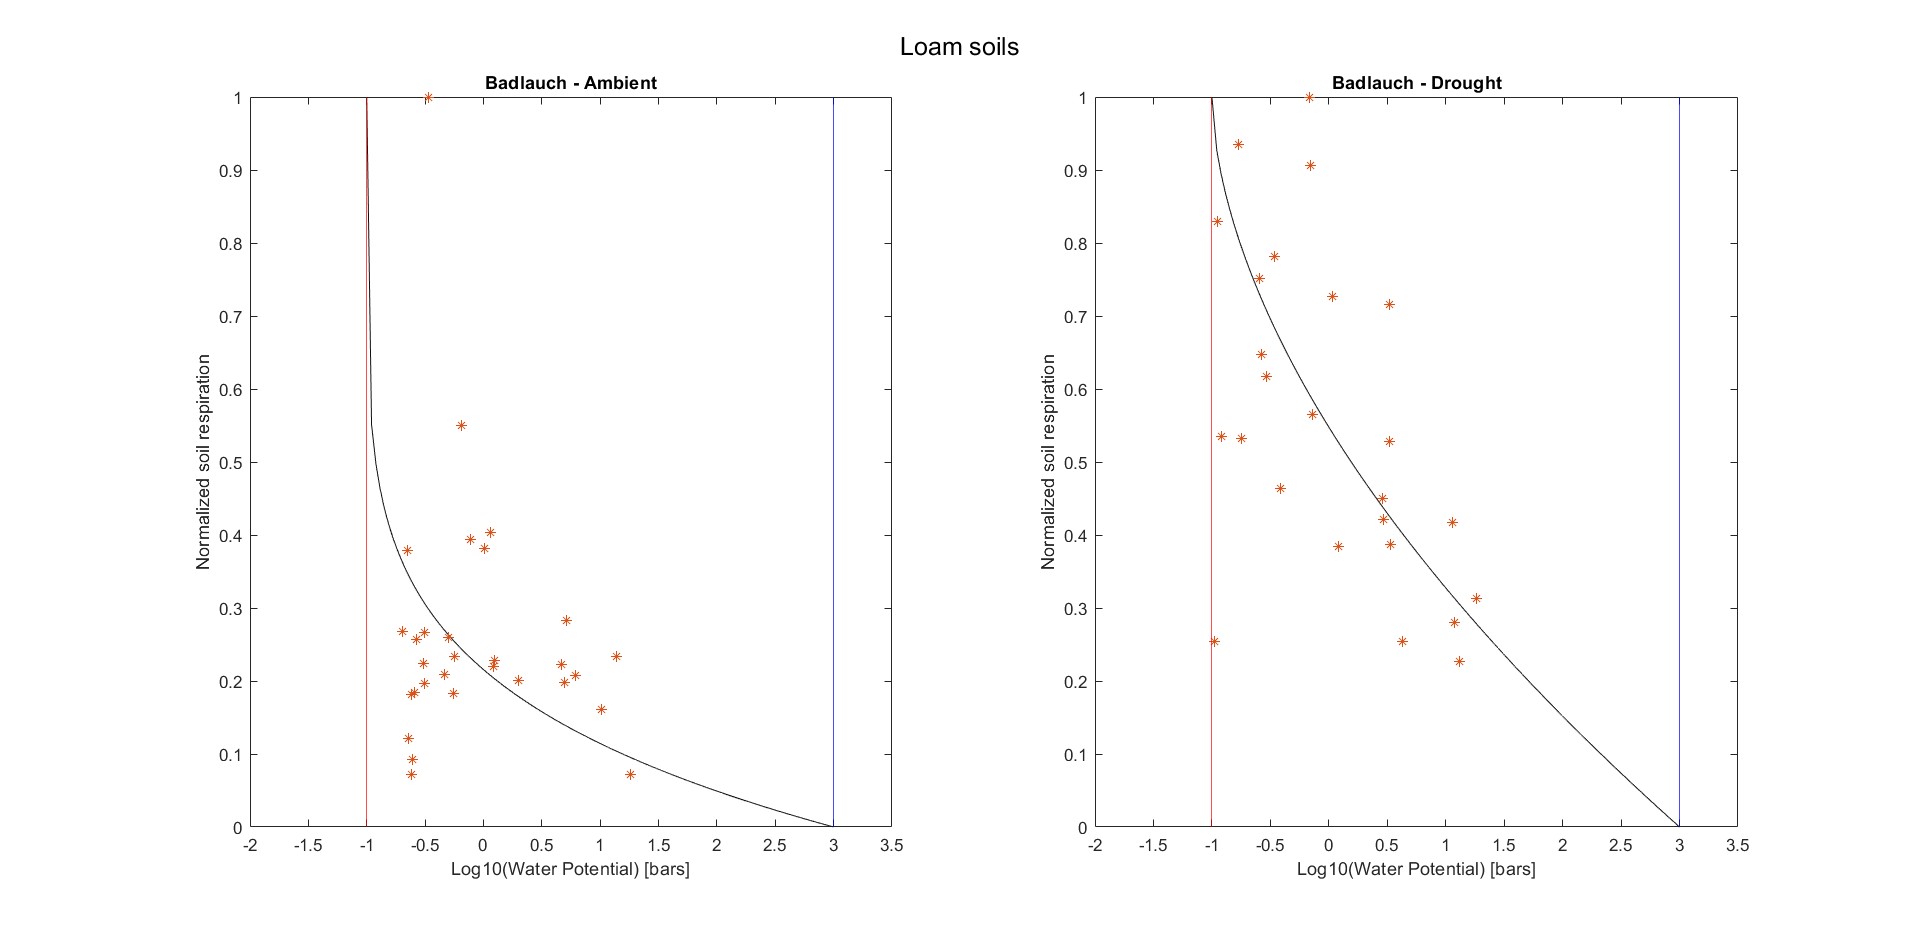 Loam soils
Badlauch - Ambient
1
0.9
0.8
0.7
0.6
0.5
0.4
0.3
0.2
0.1
0
Normalized soil respiration
-2 -1.5 -1 -0.5 0 0.5 1 1.5 2 2.5 3 3.5
Log10(Water Potential) [bars]
Badlauch - Drought
1
0.9
0.8
0.7
0.6
0.5
0.4
0.3
0.2
0.1
0
Normalized soil respiration
-2 -1.5 -1 -0.5 0 0.5 1 1.5 2 2.5 3 3.5
Log10(Water Potential) [bars]